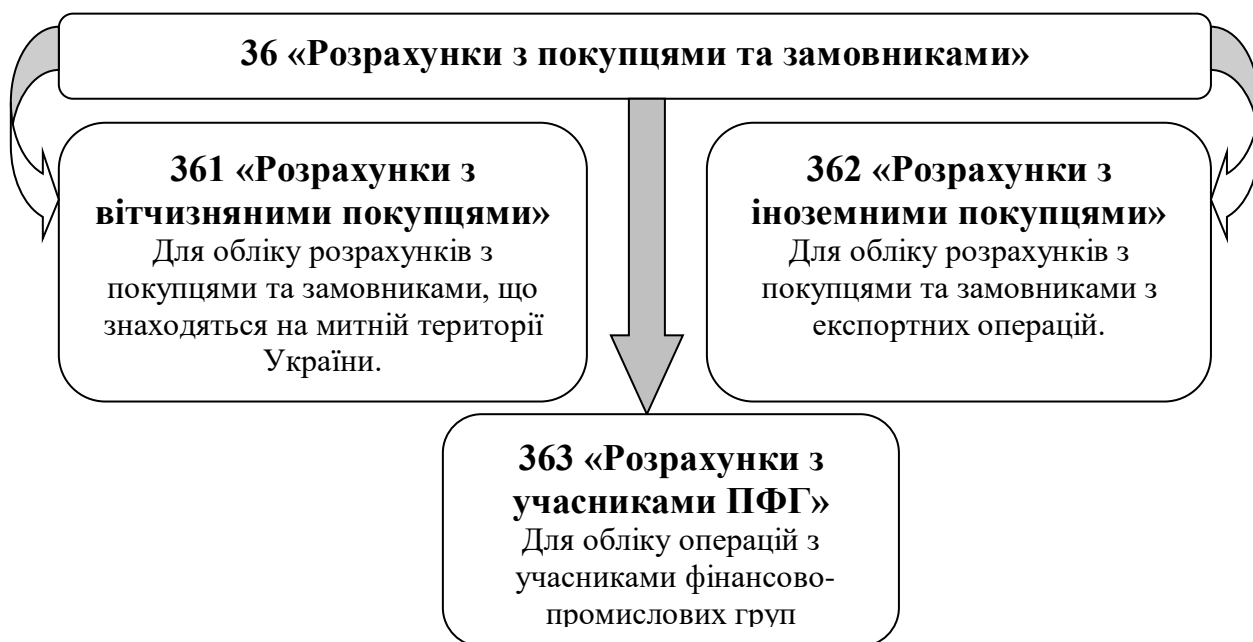 36 «Розрахунки з покупцями та замовниками»
361 «Розрахунки з
вітчизняними покупцями»
Для обліку розрахунків з
покупцями та замовниками, що
знаходяться на митній території
України.
362 «Розрахунки з
іноземними покупцями»
Для обліку розрахунків з
покупцями та замовниками з
експортних операцій.
363 «Розрахунки з
учасниками ПФГ»
Для обліку операцій з
учасниками фінансово-
промислових груп